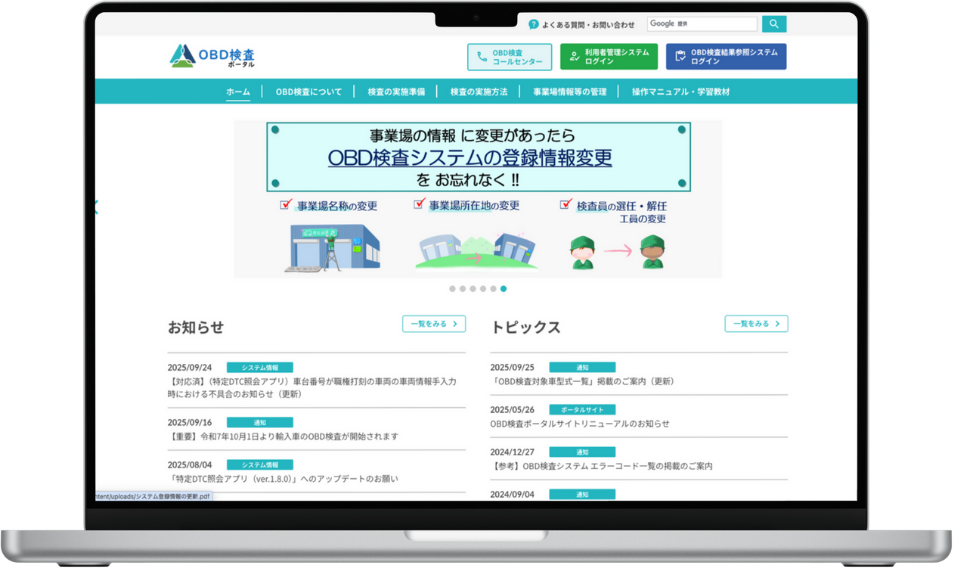 よくある質問・お問い合わせ
Google 提供
OBD検査
ポータル
OBD検査
コールセンター
利用者管理システム
ログイン
OBD検査結果参照システム
ログイン
ホーム
OBD検査について
検査の実施準備
検査の実施方法
事業場情報等の管理
操作マニュアル・学習教材
事業場の情報 に変更があったら
OBD検査システムの登録情報変更
を お忘れなく !!
事業場名称の変更
事業場所在地の変更
検査員の選任・解任
工員の変更
お知らせ
一覧をみる
2025/09/24 システム情報
【対応済】（特定DTC照会アプリ）車台番号が職権打刻の車両の車両情報手入力
時における不具合のお知らせ（更新）
2025/09/16 通知
【重要】令和7年10月1日より輸入車のOBD検査が開始されます
2025/08/04 システム情報
「特定DTC照会アプリ（ver.1.8.0）」へのアップデートのお願い
トピックス
一覧をみる
2025/09/25 通知
「OBD検査対象車型式一覧」掲載のご案内（更新）
2025/05/26 ポータルサイト
OBD検査ポータルサイトリニューアルのお知らせ
2024/12/27 通知
【参考】OBD検査システム エラーコード一覧の掲載のご案内
2024/09/04 通知
ntent/uploads/システム登録情報の更新.pdf